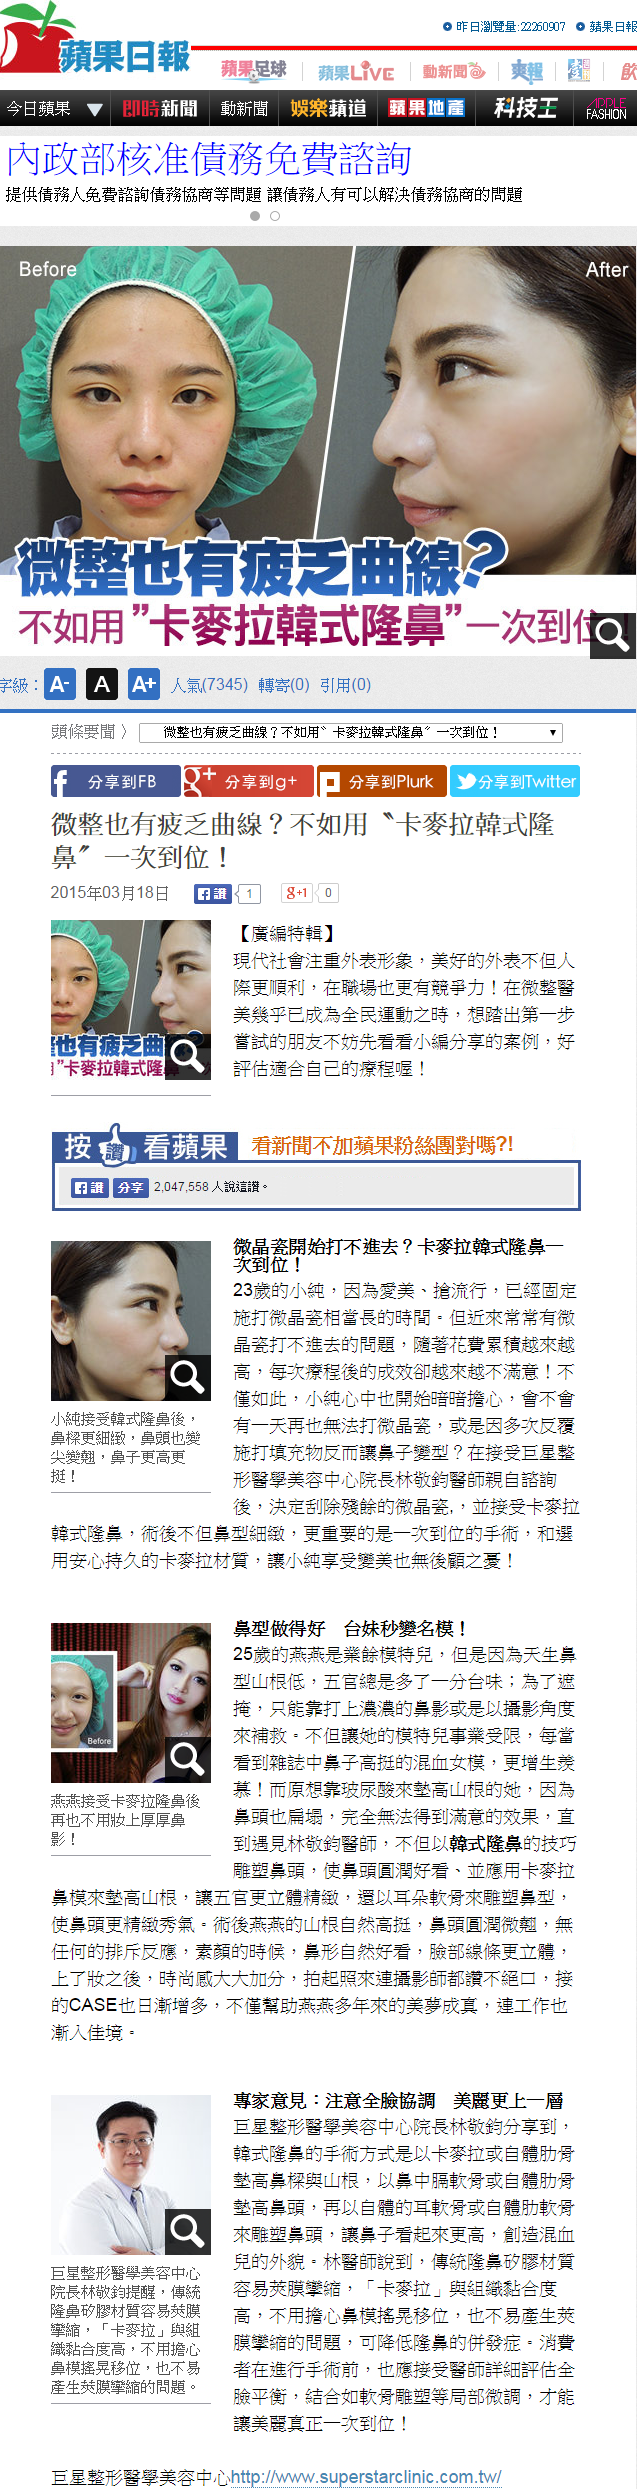 蘋果日報
昨日瀏覽量:22260907 蘋果日報
蘋果足球 蘋果LIVE 動新聞 爽報 飲
今日蘋果 ▼ 即時新聞 動新聞 娛樂蘋道 蘋果地產 科技王 APPLE FASHION
內政部核准債務免費諮詢
提供債務人免費諮詢債務協商等問題 讓債務人有可以解決債務協商的問題
Before After
微整也有疲乏曲線?
不如用"卡麥拉韓式隆鼻"一次到位!
字級: A- A A+ 人氣(7345) 轉寄(0) 引用(0)
頭條要聞 〉 微整也有疲乏曲線?不如用〝卡麥拉韓式隆鼻〞一次到位! ▼
分享到FB 分享到g+ 分享到Plurk 分享到Twitter
微整也有疲乏曲線?不如用〝卡麥拉韓式隆
鼻〞一次到位!
2015年03月18日 讚 1 g+1 0
也有疲乏曲
"卡麥拉韓式隆鼻
【廣編特輯】
現代社會注重外表形象,美好的外表不但人
際更順利,在職場也更有競爭力!在微整醫
美幾乎已成為全民運動之時,想踏出第一步
嘗試的朋友不妨先看看小編分享的案例,好
評估適合自己的療程喔!
按讚看蘋果 看新聞不加蘋果粉絲團對嗎?!
讚 分享 2,047,558 人說這讚。
微晶瓷開始打不進去?卡麥拉韓式隆鼻一
次到位!
23歲的小純,因為愛美、搶流行,已經固定
施打微晶瓷相當長的時間。但近來常常有微
晶瓷打不進去的問題,隨著花費累積越來越
高,每次療程後的成效卻越來越不滿意!不
僅如此,小純心中也開始暗暗擔心,會不會
有一天再也無法打微晶瓷,或是因多次反覆
施打填充物反而讓鼻子變型?在接受巨星整
形醫學美容中心院長林敬鈞醫師親自諮詢
後,決定刮除殘餘的微晶瓷,,並接受卡麥拉
韓式隆鼻,術後不但鼻型細緻,更重要的是一次到位的手術,和選
用安心持久的卡麥拉材質,讓小純享受變美也無後顧之憂!
小純接受韓式隆鼻後,
鼻樑更細緻,鼻頭也變
尖變翹,鼻子更高更
挺!
鼻型做得好 台妹秒變名模!
25歲的燕燕是業餘模特兒,但是因為天生鼻
型山根低,五官總是多了一分台味;為了遮
掩,只能靠打上濃濃的鼻影或是以攝影角度
來補救。不但讓她的模特兒事業受限,每當
看到雜誌中鼻子高挺的混血女模,更增生羨
慕!而原想靠玻尿酸來墊高山根的她,因為
鼻頭也扁塌,完全無法得到滿意的效果,直
到遇見林敬鈞醫師,不但以韓式隆鼻的技巧
雕塑鼻頭,使鼻頭圓潤好看、並應用卡麥拉
鼻模來墊高山根,讓五官更立體精緻,還以耳朵軟骨來雕塑鼻型,
使鼻頭更精緻秀氣。術後燕燕的山根自然高挺,鼻頭圓潤微翹,無
任何的排斥反應,素顏的時候,鼻形自然好看,臉部線條更立體,
上了妝之後,時尚感大大加分,拍起照來連攝影師都讚不絕口,接
的CASE也日漸增多,不僅幫助燕燕多年來的美夢成真,連工作也
漸入佳境。
Before
燕燕接受卡麥拉隆鼻後
再也不用妝上厚厚鼻
影!
專家意見:注意全臉協調 美麗更上一層
巨星整形醫學美容中心院長林敬鈞分享到,
韓式隆鼻的手術方式是以卡麥拉或自體肋骨
墊高鼻樑與山根,以鼻中膈軟骨或自體肋骨
墊高鼻頭,再以自體的耳軟骨或自體肋軟骨
來雕塑鼻頭,讓鼻子看起來更高,創造混血
兒的外貌。林醫師說到,傳統隆鼻矽膠材質
容易莢膜攣縮,「卡麥拉」與組織黏合度
高,不用擔心鼻模搖晃移位,也不易產生莢
膜攣縮的問題,可降低隆鼻的併發症。消費
者在進行手術前,也應接受醫師詳細評估全
臉平衡,結合如軟骨雕塑等局部微調,才能
讓美麗真正一次到位!
巨星整形醫學美容中心
院長林敬鈞提醒,傳統
隆鼻矽膠材質容易莢膜
攣縮,「卡麥拉」與組
織黏合度高,不用擔心
鼻模搖晃移位,也不易
產生莢膜攣縮的問題。
巨星整形醫學美容中心http://www.superstarclinic.com.tw/